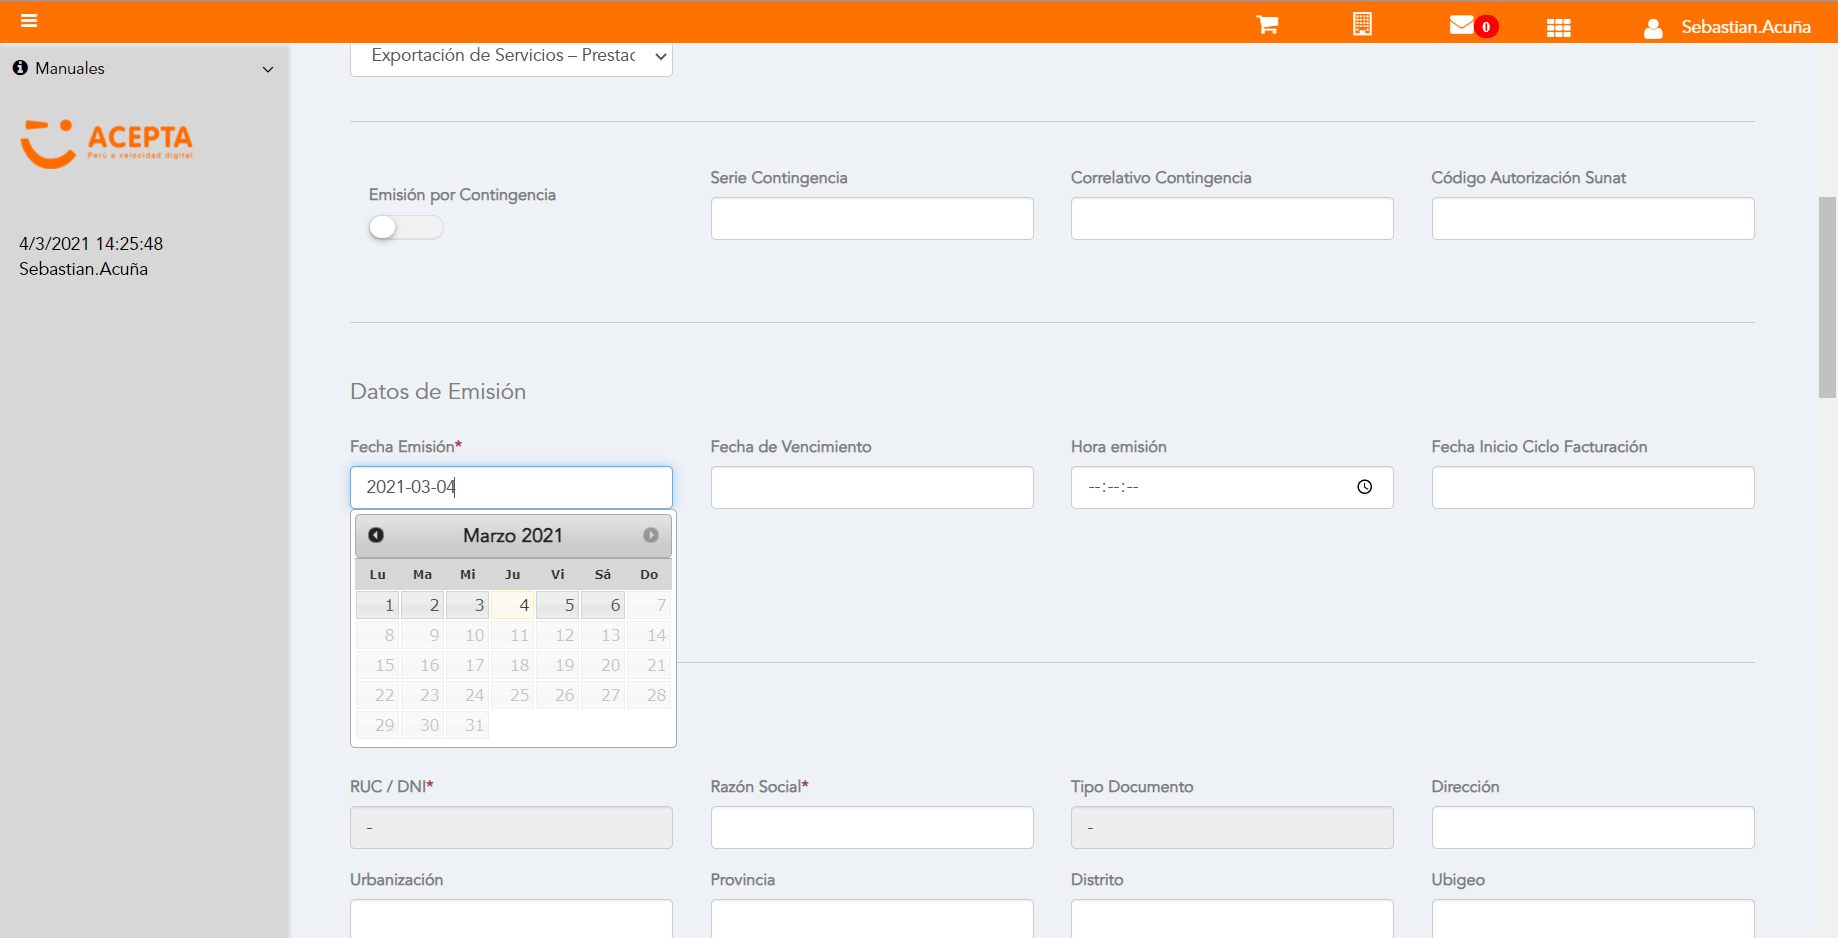 0
Sebastian.Acuña
Manuales
ACEPTA
Perú a velocidad digital
4/3/2021 14:25:48
Sebastian.Acuña
Exportación de Servicios – Prestac
Emisión por Contingencia
Serie Contingencia
Correlativo Contingencia
Código Autorización Sunat
Datos de Emisión
Fecha Emisión*
Fecha de Vencimiento
Hora emisión
Fecha Inicio Ciclo Facturación
2021-03-04
--:--:--
Marzo 2021
Lu Ma Mi Ju Vi Sá Do
1 2 3 4 5 6 7
8 9 10 11 12 13 14
15 16 17 18 19 20 21
22 23 24 25 26 27 28
29 30 31
RUC / DNI*
Razón Social*
Tipo Documento
Dirección
-
-
Urbanización
Provincia
Distrito
Ubigeo